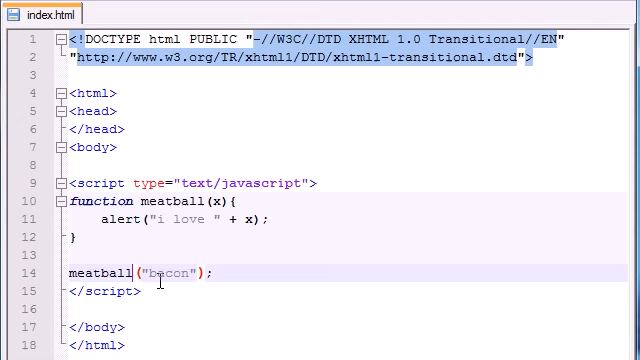 index.html
1 <!DOCTYPE html PUBLIC "-//W3C//DTD XHTML 1.0 Transitional//EN"
2 "http://www.w3.org/TR/xhtml1/DTD/xhtml1-transitional.dtd">
3
4 <html>
5 <head>
6 </head>
7 <body>
8
9 <script type="text/javascript">
10 function meatball(x){
11 alert("i love " + x);
12 }
13
14 meatball("bacon");
15 </script>
16
17 </body>
18 </html>